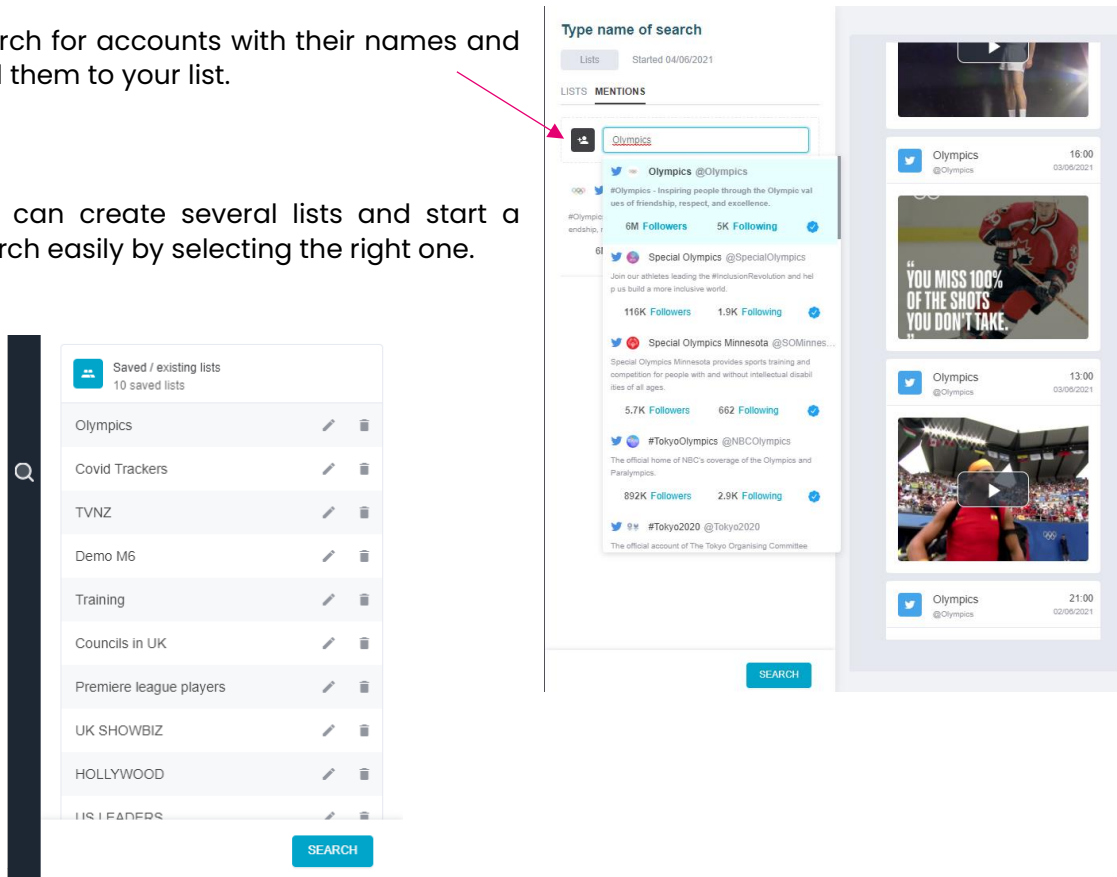 rch for accounts with their names and
them to your list.
can create several lists and start a
rch easily by selecting the right one.
Saved / existing lists
10 saved lists
Olympics
Covid Trackers
TVNZ
Demo M6
Training
Councils in UK
Premiere league players
UK SHOWBIZ
HOLLYWOOD
US LEADERS
SEARCH
Type name of search
Lists Started 04/06/2021
LISTS MENTIONS
Olympics
Olympics @Olympics
#Olympics - Inspiring people through the Olympic val
ues of friendship, respect, and excellence.
6M Followers 5K Following
#Olympic
endship, r
6
Special Olympics @SpecialOlympics
Join our athletes leading the #InclusionRevolution and hel
p us build a more inclusive world.
116K Followers 1.9K Following
Special Olympics Minnesota @SOMinnes...
Special Olympics Minnesota provides sports training and
competition for people with and without intellectual disabil
ities of all ages.
5.7K Followers 662 Following
#TokyoOlympics @NBCOlympics
The official home of NBC's coverage of the Olympics and
Paralympics.
892K Followers 2.9K Following
#Tokyo2020 @Tokyo2020
The official account of The Tokyo Organising Committee
SEARCH
Olympics 16:00
@Olympics 03/06/2021
“
YOU MISS 100%
OF THE SHOTS
YOU DON'T TAKE.
”
Olympics 13:00
@Olympics 03/06/2021
Olympics 21:00
@Olympics 02/06/2021